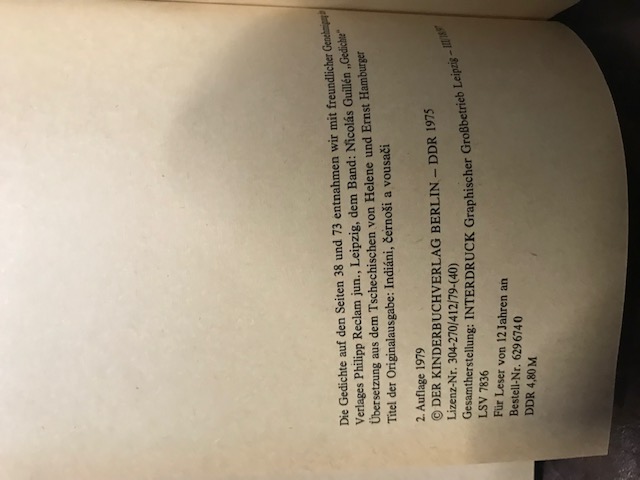 Die Gedichte auf den Seiten 38 und 73 entnahmen wir mit freundlicher Genehmigung
Verlages Philipp Reclam jun., Leipzig, dem Band: Nicolás Guillén „Gedichte“
Übersetzung aus dem Tschechischen von Helene und Ernst Hamburger
Titel der Originalausgabe: Indiáni, černoši a vousači
2. Auflage 1979
© DER KINDERBUCHVERLAG BERLIN – DDR 1975
Lizenz-Nr. 304-270/412/79-(40)
Gesamtherstellung: INTERDRUCK Graphischer Großbetrieb Leipzig –
LSV 7836
Für Leser von 12 Jahren an
Bestell-Nr. 629 674 0
DDR 4,80 M